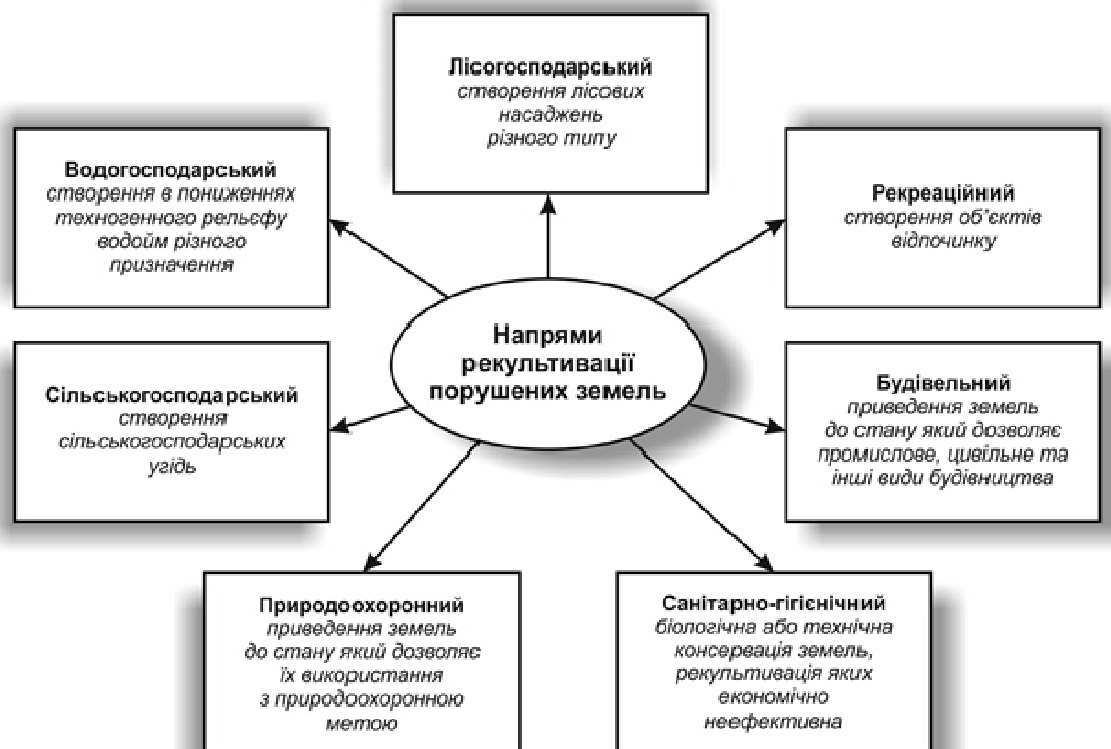 Лісогосподарський
створення лісових
насаджень
різного типу
Водогосподарський
створення в пониженнях
техногенного рельєфу
водойм різного
призначення
Рекреаційний
створення об'єктів
відпочинку
Напрями
рекультивації
порушених земель
Сільськогосподарський
створення
сільськогосподарських
угідь
Будівельний
приведення земель
до стану який дозволяє
промислове, цивільне та
інші види будівництва
Природоохоронний
приведення земель
до стану який дозволяє
їх використання
з природоохоронною
метою
Санітарно-гігієнічний
біологічна або технічна
консервація земель,
рекультивація яких
економічно
неефективна